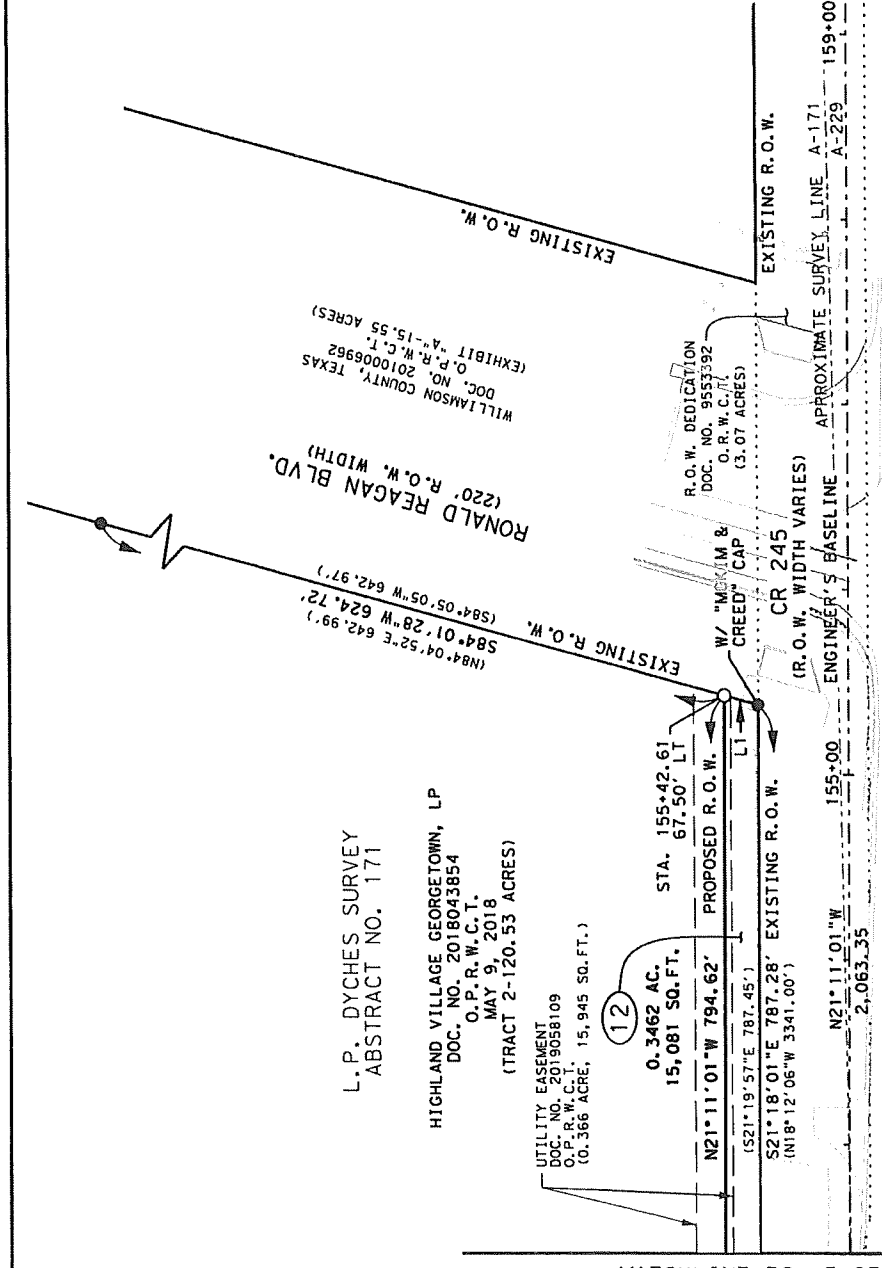 L.P. DYCHES SURVEY
ABSTRACT NO. 171
HIGHLAND VILLAGE GEORGETOWN, LP
DOC. NO. 2018043854
O.P.R.W.C.T.
MAY 9, 2018
(TRACT 2-120.53 ACRES)
UTILITY EASEMENT
DOC. NO. 2019058109
O.P.R.W.C.T.
(0.366 ACRE, 15,945 SQ.FT.)
12
0.3462 AC.
15,081 SQ.FT.
(N84°04'52"E 642.99')
S84°01'28"W 624.72'
(S84°05'05"W 642.97')
EXISTING R.O.W.
RONALD REAGAN BLVD.
(220' R.O.W. WIDTH)
WILLIAMSON COUNTY, TEXAS
DOC. NO. 2010006962
O.P.R.W.C.T.
(EXHIBIT "A"-15.55 ACRES)
EXISTING R.O.W.
STA. 155+42.61
67.50' LT
N21°11'01"W 794.62' PROPOSED R.O.W.
L1
(S21°19'57"E 787.45')
S21°18'01"E 787.28' EXISTING R.O.W.
(N18°12'06"W 3341.00')
W/ "MCKIM &
CREED" CAP
R.O.W. DEDICATION
DOC. NO. 9553392
O.R.W.C.T.
(3.07 ACRES)
EXISTING R.O.W.
CR 245
(R.O.W. WIDTH VARIES)
155+00 ENGINEER'S BASELINE
APPROXIMATE SURVEY LINE A-171
A-229
159+00
N21°11'01"W
2,063.35